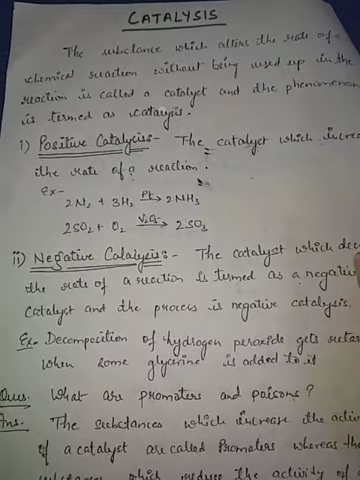 CATALYSIS
The substance which alters the rate of a
chemical reaction without being used up in the
reaction is called a catalyst and the phenomenon
is termed as catalysis.
i) Positive Catalysis:- The catalyst which increa
the rate of a reaction.
Ex-
2N₂ + 3H₂ Pt→ 2NH₃
2SO₂ + O₂ V₂O₅→ 2SO₃
ii) Negative Catalysis:- The catalyst which dec
the rate of a reaction is termed as a negative
Catalyst and the process is negative catalysis.
Ex- Decomposition of hydrogen peroxide gets retar
when some glycerine is added to it
Ques. What are promoters and poisons?
Ans. The substances which increase the activ
of a catalyst are called Promoters whereas the
substances which reduce the activity of